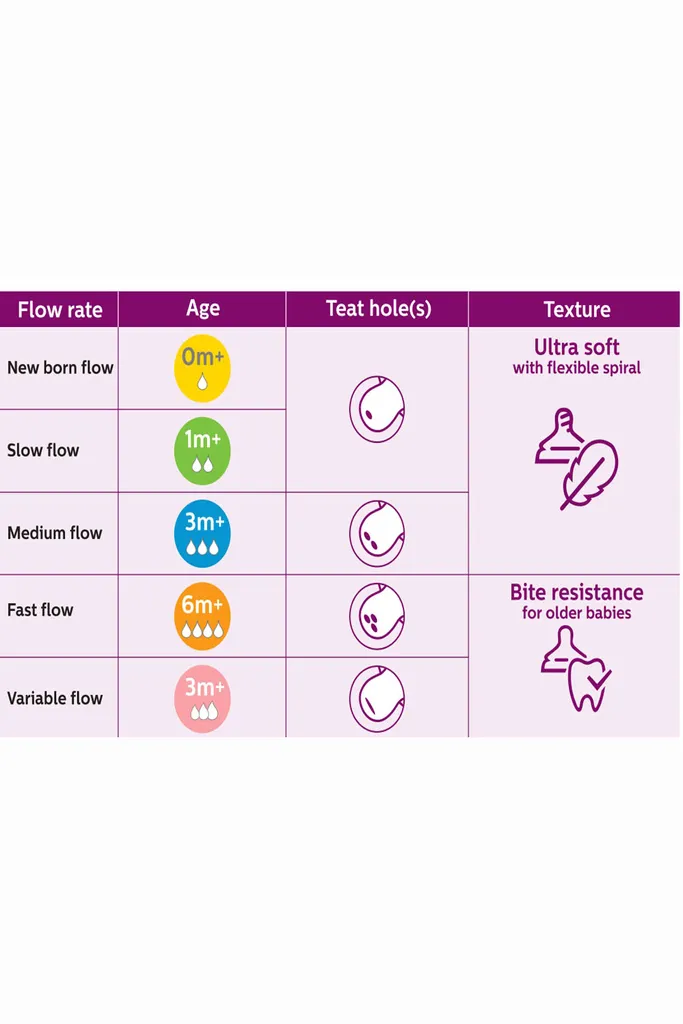 Flow rate
Age
Teat hole(s)
Texture
New born flow
0m+
Ultra soft
with flexible spiral
Slow flow
1m+
Medium flow
3m+
Fast flow
6m+
Bite resistance
for older babies
Variable flow
3m+